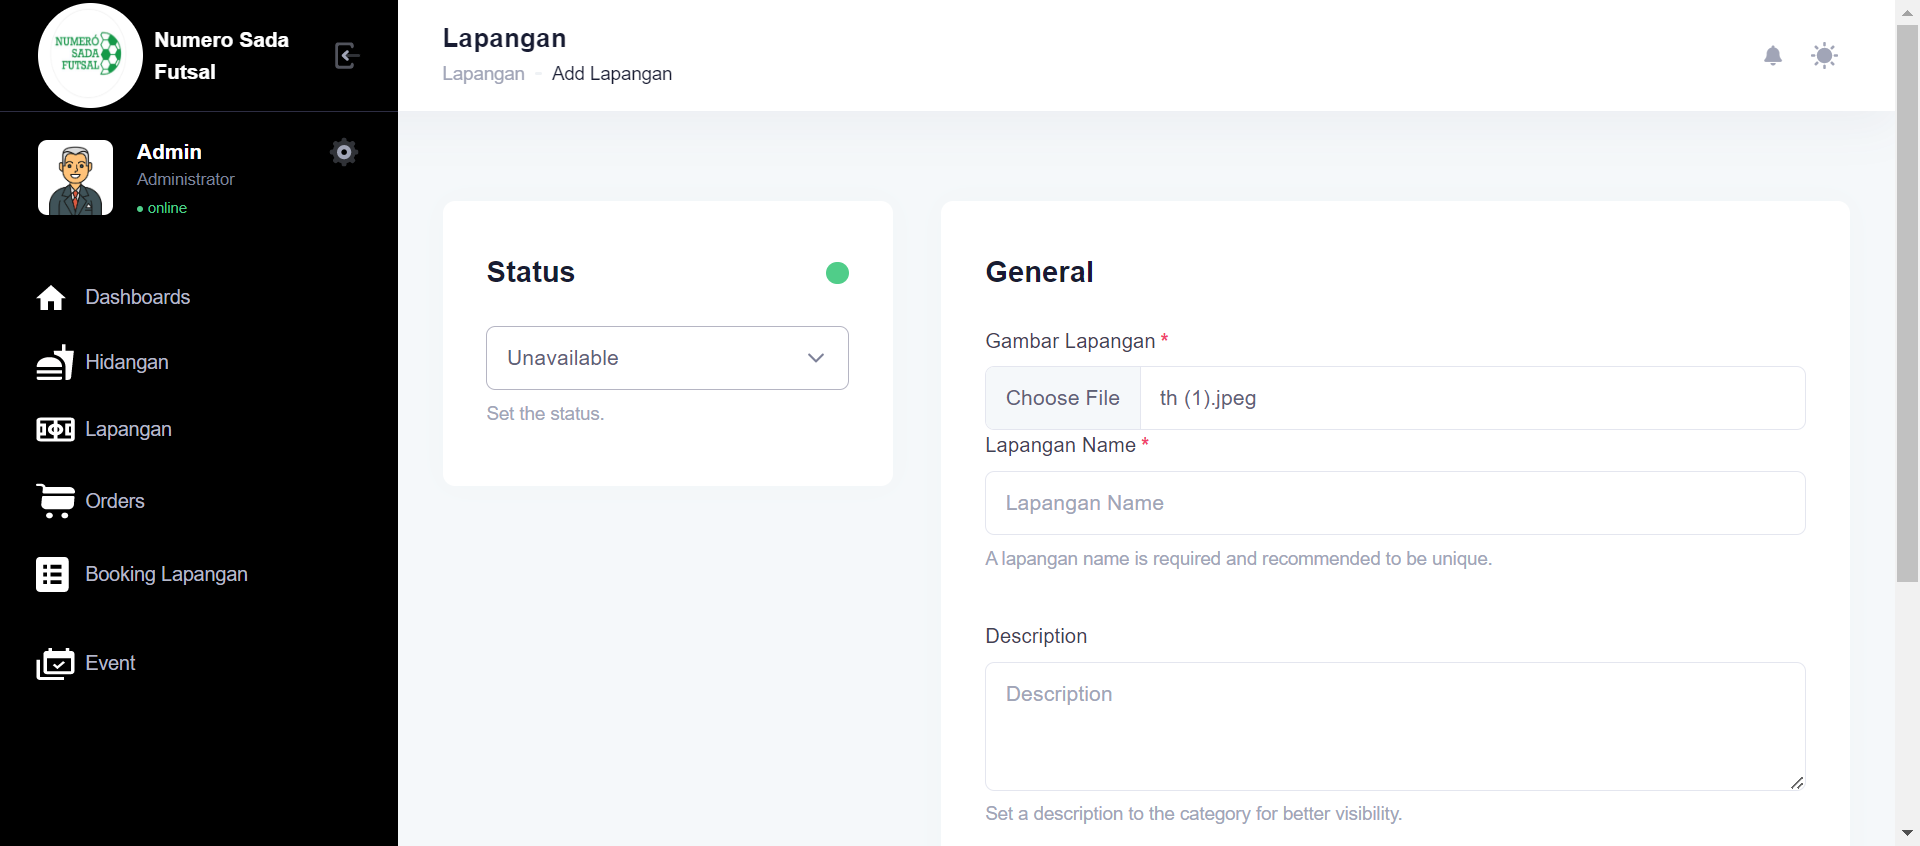 NUMERÓ
SADA
FUTSAL
Numero Sada
Futsal
Admin
Administrator
online
Dashboards
Hidangan
Lapangan
Orders
Booking Lapangan
Event
Lapangan
Lapangan - Add Lapangan
Status
Unavailable
Set the status.
General
Gambar Lapangan *
Choose File th (1).jpeg
Lapangan Name *
Lapangan Name
A lapangan name is required and recommended to be unique.
Description
Description
Set a description to the category for better visibility.